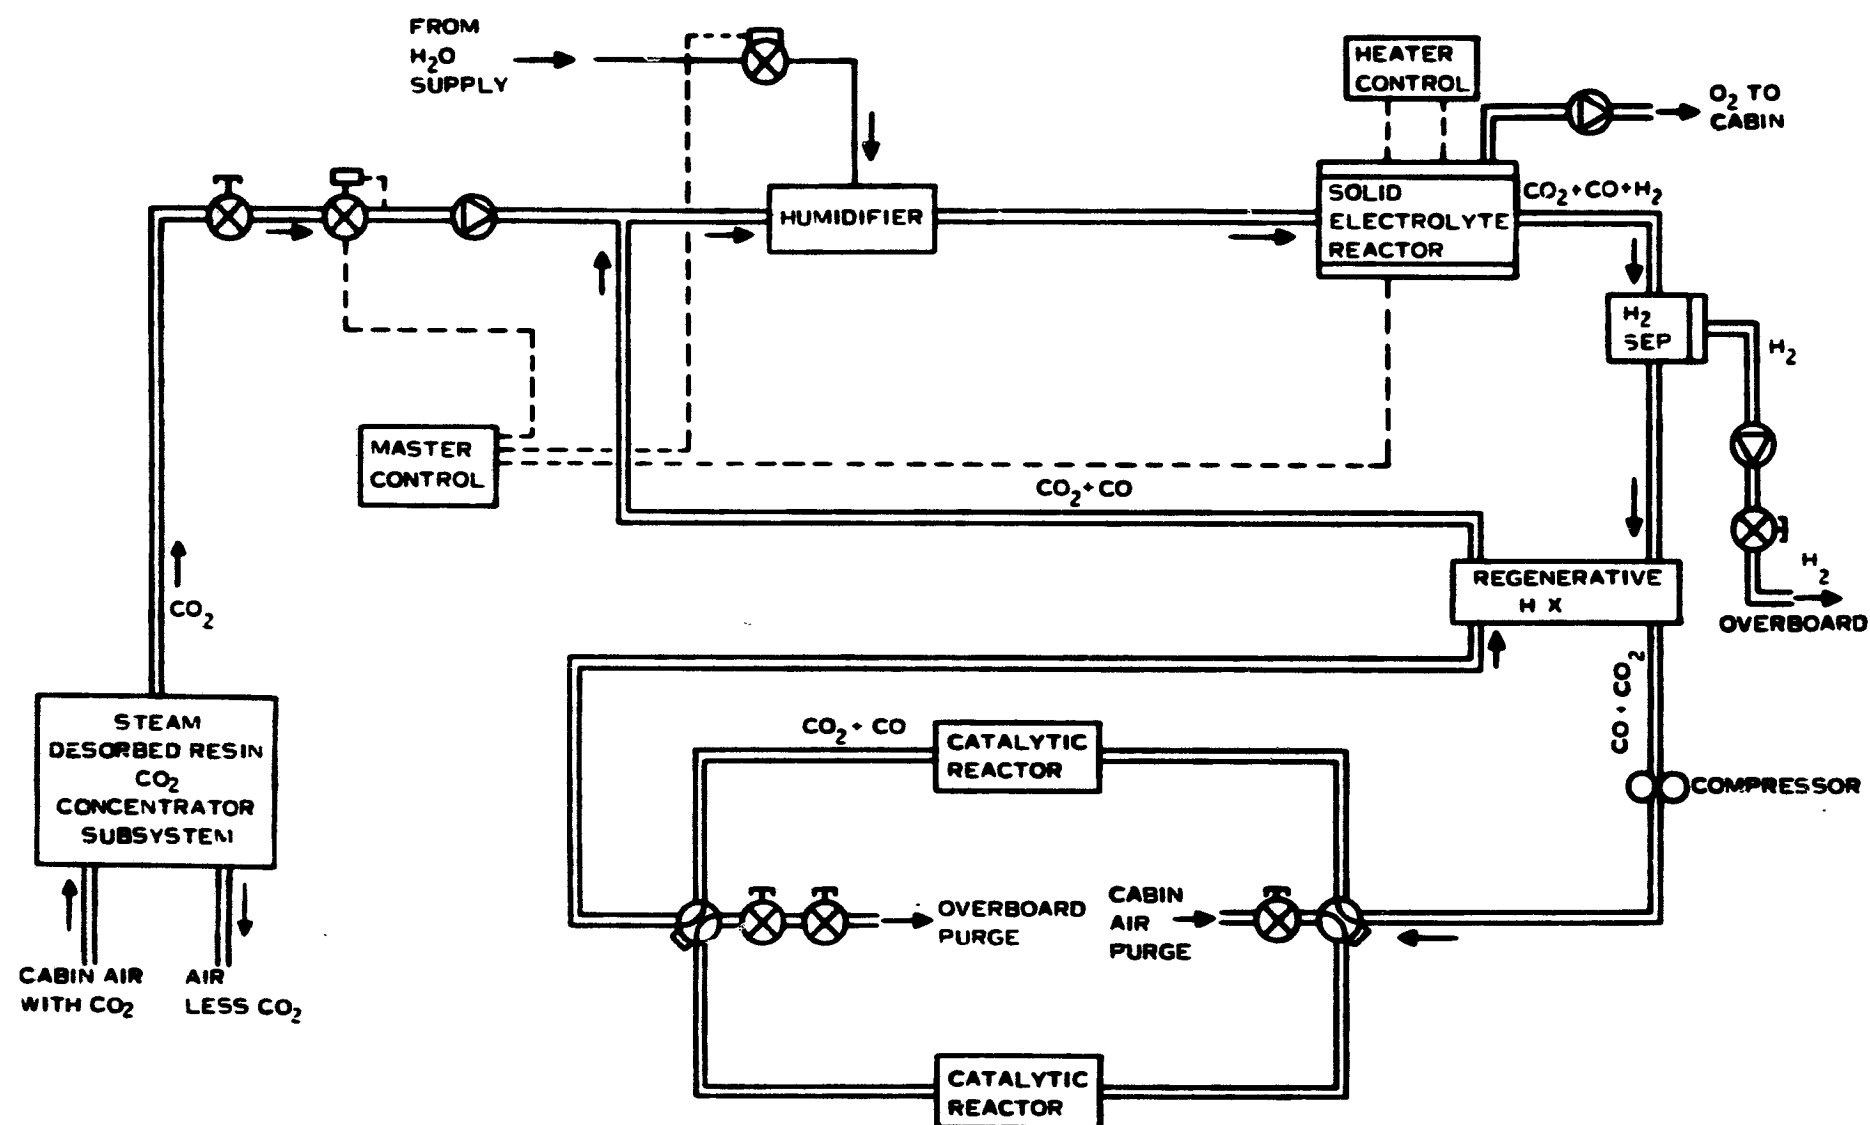 FROM
H2O
SUPPLY
HEATER
CONTROL
O2 TO
CABIN
HUMIDIFIER
SOLID
ELECTROLYTE
REACTOR
CO2+CO+H2
H2
SEP
H2
MASTER
CONTROL
CO2+CO
H2
OVERBOARD
REGENERATIVE
H X
CO2
CO+CO2
STEAM
DESORBED RESIN
CO2
CONCENTRATOR
SUBSYSTEM
CO2+ CO
CATALYTIC
REACTOR
COMPRESSOR
OVERBOARD
PURGE
CABIN
AIR
PURGE
CABIN AIR
WITH CO2
AIR
LESS CO2
CATALYTIC
REACTOR